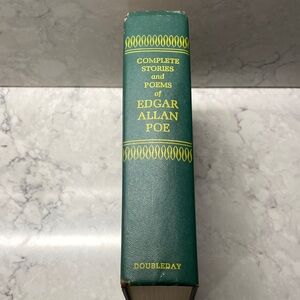 COMPLETE
STORIES
and
POEMS
of
EDGAR
ALLAN
POE
DOUBLEDAY